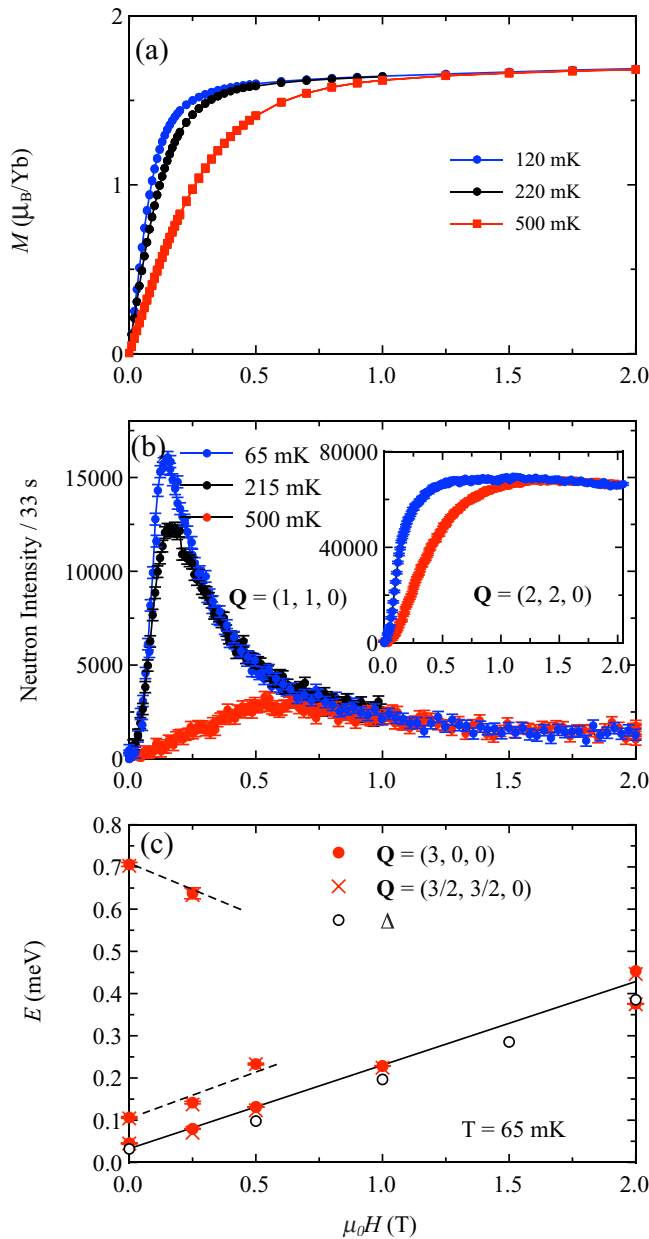 (a)
2
1
0
M (μB/Yb)
120 mK
220 mK
500 mK
0.0 0.5 1.0 1.5 2.0
(b)
15000
10000
5000
0
Neutron Intensity / 33 s
65 mK
215 mK
500 mK
Q = (1, 1, 0)
80000
40000
0
Q = (2, 2, 0)
0.0 0.5 1.0 1.5 2.0
0.0 0.5 1.0 1.5 2.0
(c)
0.8
0.7
0.6
0.5
0.4
0.3
0.2
0.1
0.0
E (meV)
Q = (3, 0, 0)
Q = (3/2, 3/2, 0)
Δ
T = 65 mK
0.0 0.5 1.0 1.5 2.0
μ0H (T)